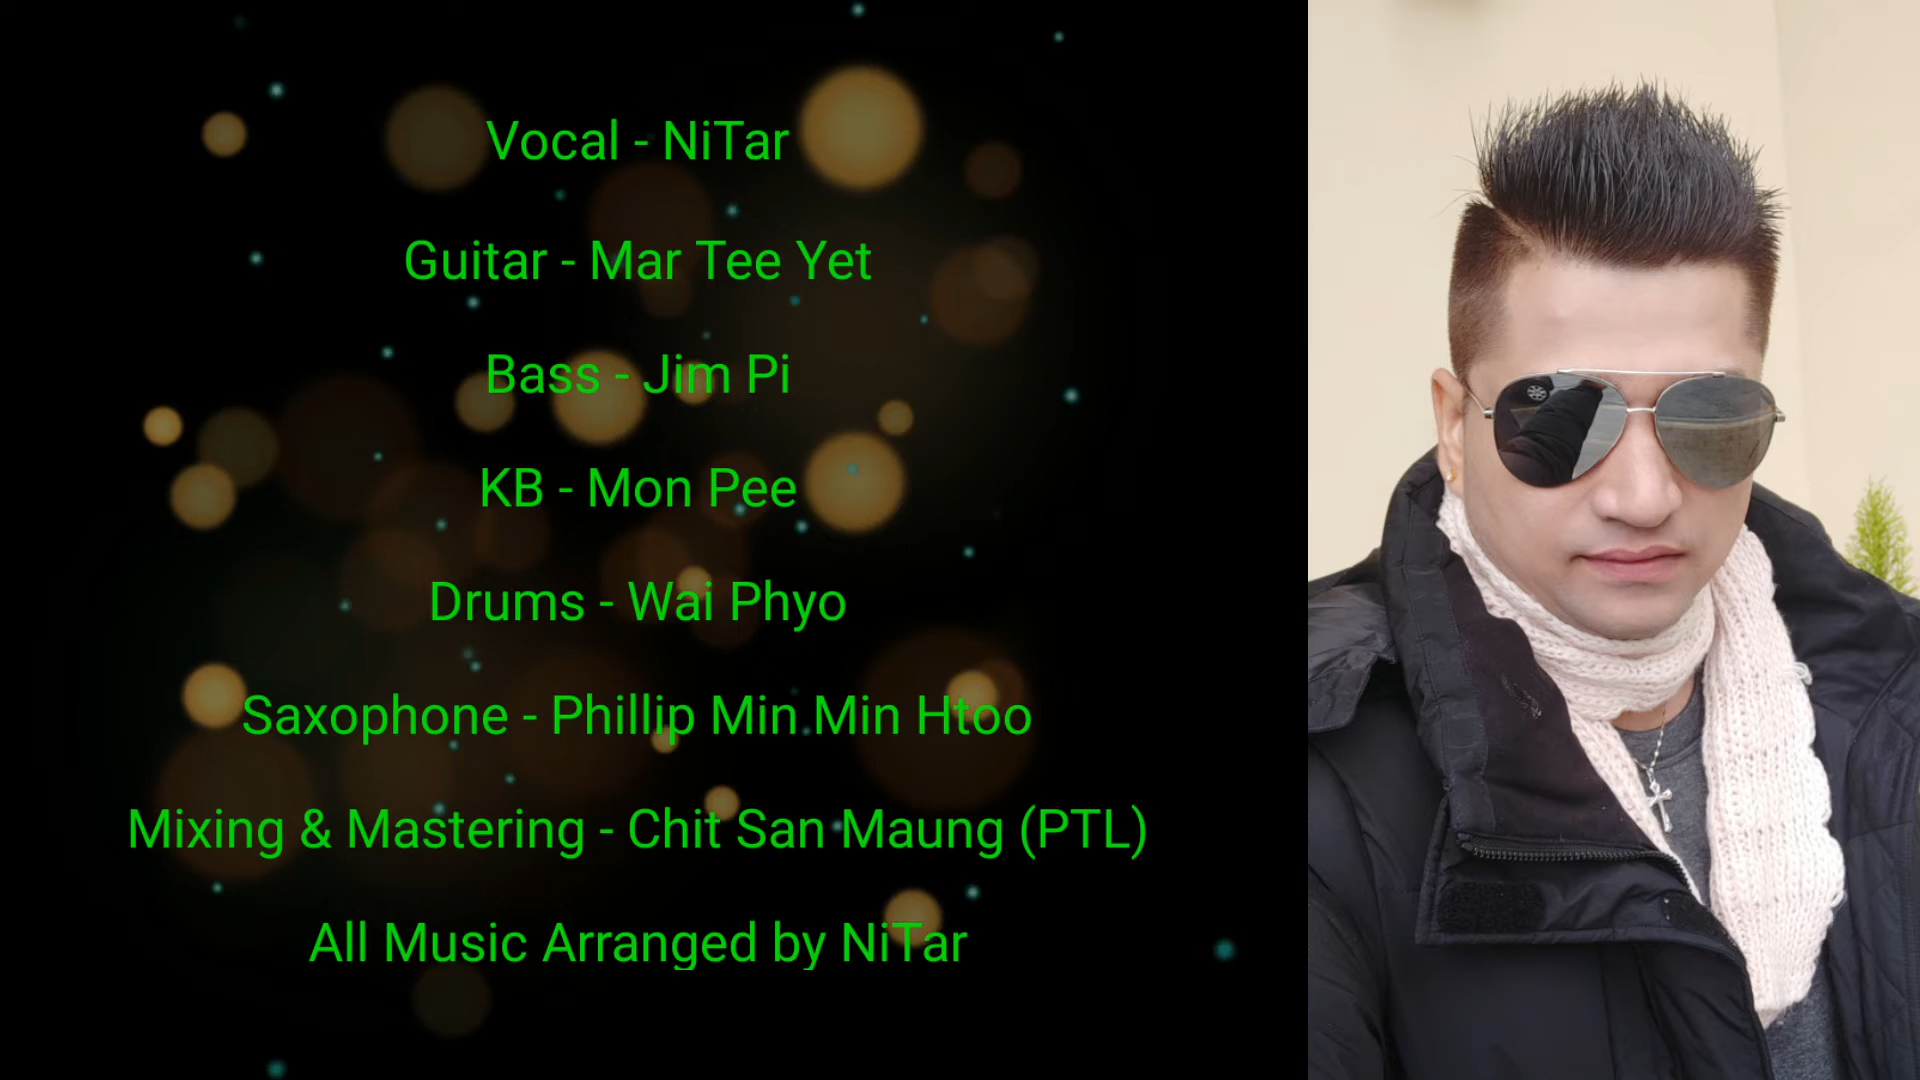 Vocal - NiTar
Guitar - Mar Tee Yet
Bass - Jim Pi
KB - Mon Pee
Drums - Wai Phyo
Saxophone - Phillip Min Min Htoo
Mixing & Mastering - Chit San Maung (PTL)
All Music Arranged by NiTar